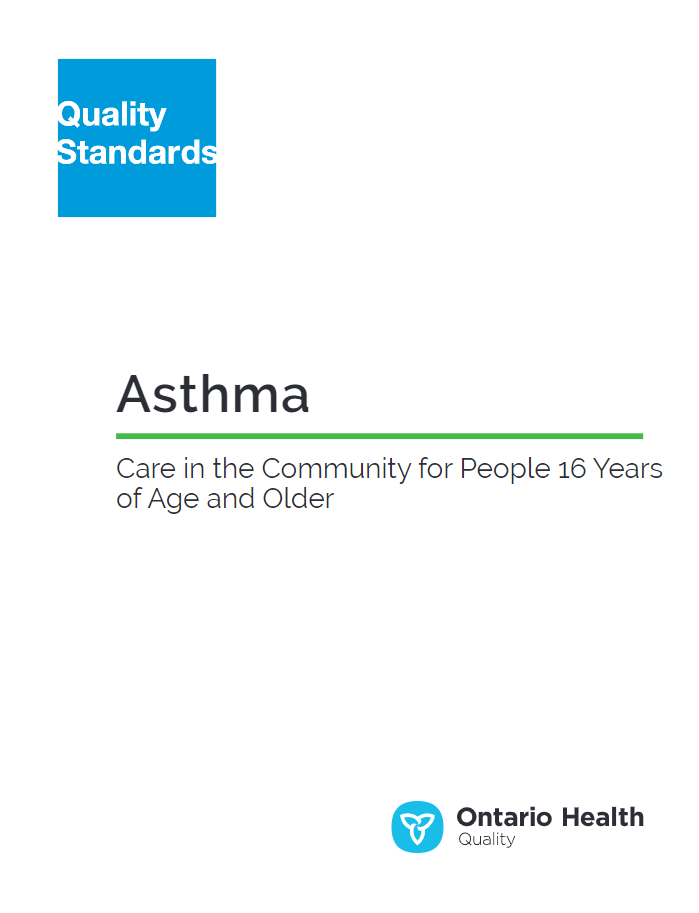 Quality
Standards
Asthma
Care in the Community for People 16 Years
of Age and Older
Ontario Health
Quality